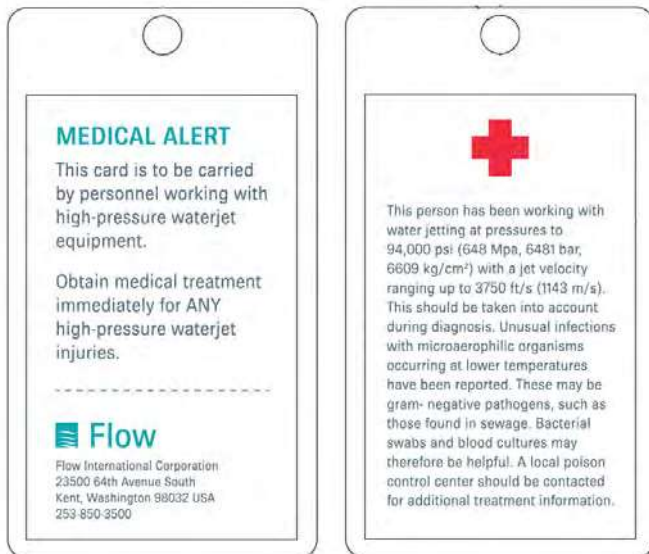 MEDICAL ALERT
This card is to be carried
by personnel working with
high-pressure waterjet
equipment.
Obtain medical treatment
immediately for ANY
high-pressure waterjet
injuries.
Flow
Flow International Corporation
23500 64th Avenue South
Kent, Washington 98032 USA
253-850-3500
This person has been working with
water jetting at pressures to
94,000 psi (648 Mpa, 6481 bar,
6609 kg/cm²) with a jet velocity
ranging up to 3750 ft/s (1143 m/s).
This should be taken into account
during diagnosis. Unusual infections
with microaerophilic organisms
occurring at lower temperatures
have been reported. These may be
gram- negative pathogens, such as
those found in sewage. Bacterial
swabs and blood cultures may
therefore be helpful. A local poison
control center should be contacted
for additional treatment information.